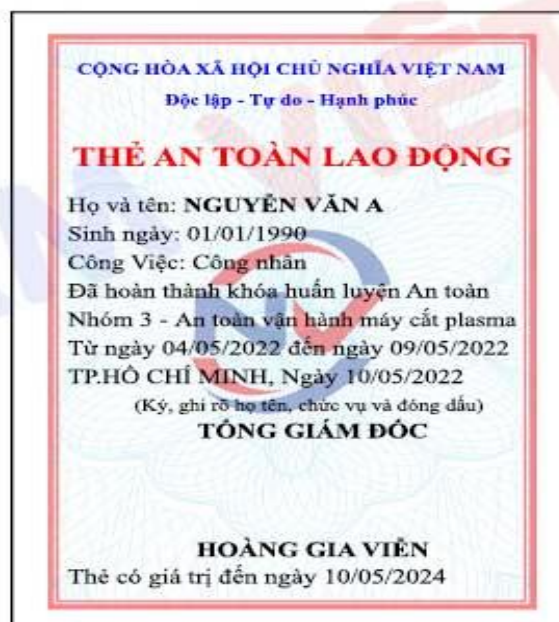 CỘNG HÒA XÃ HỘI CHỦ NGHĨA VIỆT NAM
Độc lập - Tự do - Hạnh phúc
THẺ AN TOÀN LAO ĐỘNG
Họ và tên: NGUYỄN VĂN A
Sinh ngày: 01/01/1990
Công Việc: Công nhân
Đã hoàn thành khóa huấn luyện An toàn
Nhóm 3 - An toàn vận hành máy cắt plasma
Từ ngày 04/05/2022 đến ngày 09/05/2022
TP.HỒ CHÍ MINH, Ngày 10/05/2022
(Ký, ghi rõ họ tên, chức vụ và đóng dấu)
TỔNG GIÁM ĐỐC
HOÀNG GIA VIÊN
Thẻ có giá trị đến ngày 10/05/2024